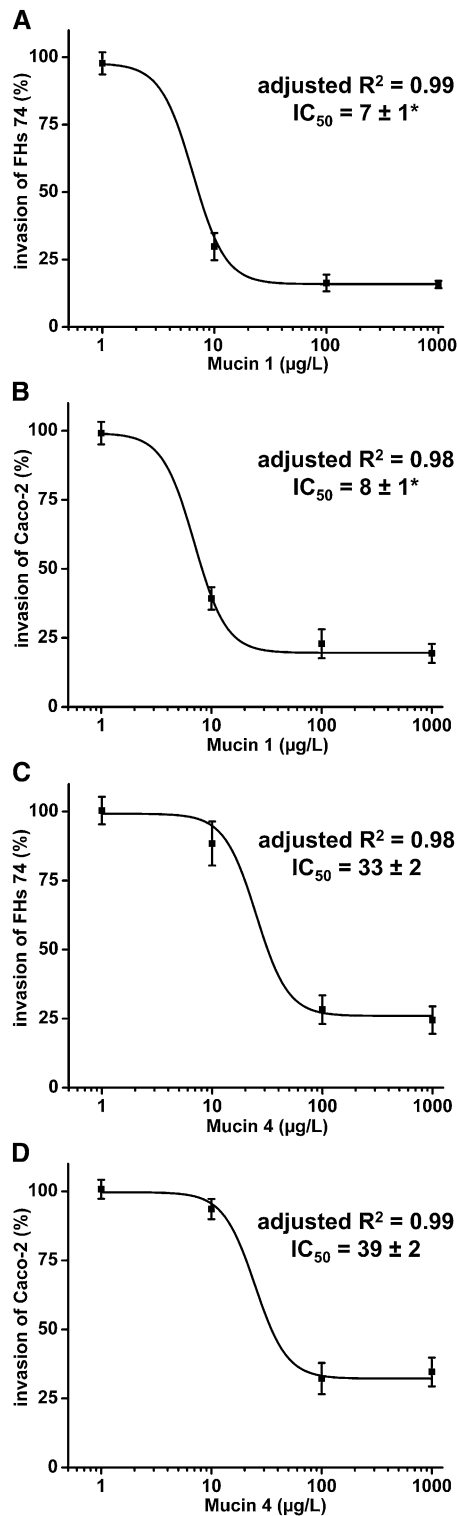 A
adjusted R² = 0.99
IC₅₀ = 7 ± 1*
invasion of FHs 74 (%)
100
75
50
25
0
1 10 100 1000
Mucin 1 (µg/L)
B
adjusted R² = 0.98
IC₅₀ = 8 ± 1*
invasion of Caco-2 (%)
100
75
50
25
0
1 10 100 1000
Mucin 1 (µg/L)
C
adjusted R² = 0.98
IC₅₀ = 33 ± 2
invasion of FHs 74 (%)
100
75
50
25
0
1 10 100 1000
Mucin 4 (µg/L)
D
adjusted R² = 0.99
IC₅₀ = 39 ± 2
invasion of Caco-2 (%)
100
75
50
25
0
1 10 100 1000
Mucin 4 (µg/L)